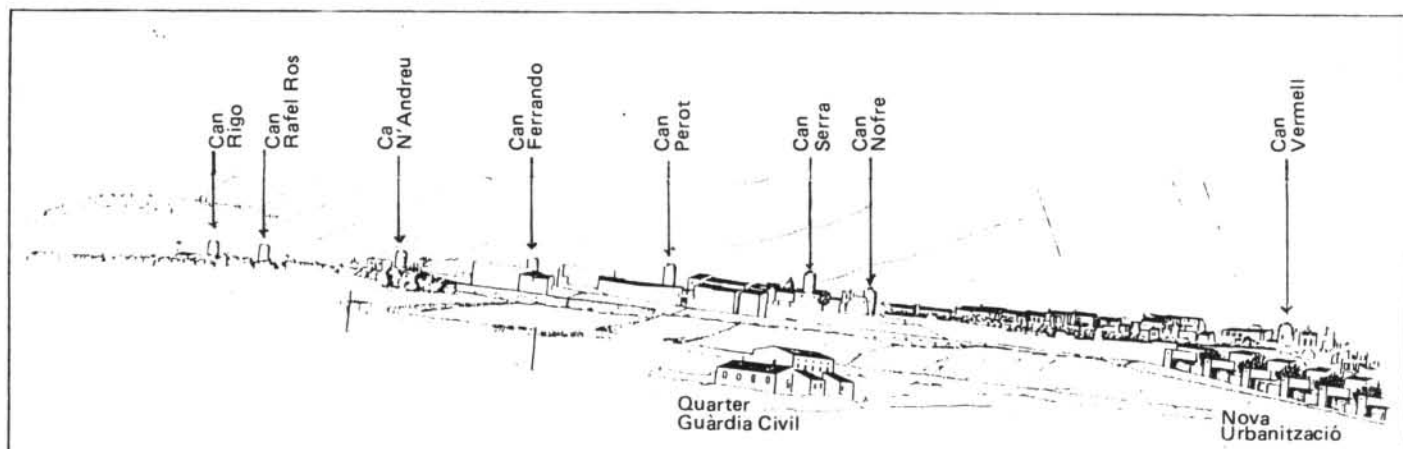 Can
Rigo
Can
Rafel Ros
Ca
N'Andreu
Can
Ferrando
Can
Perot
Can
Serra
Can
Nofre
Can
Vermell
Quarter
Guàrdia Civil
Nova
Urbanització